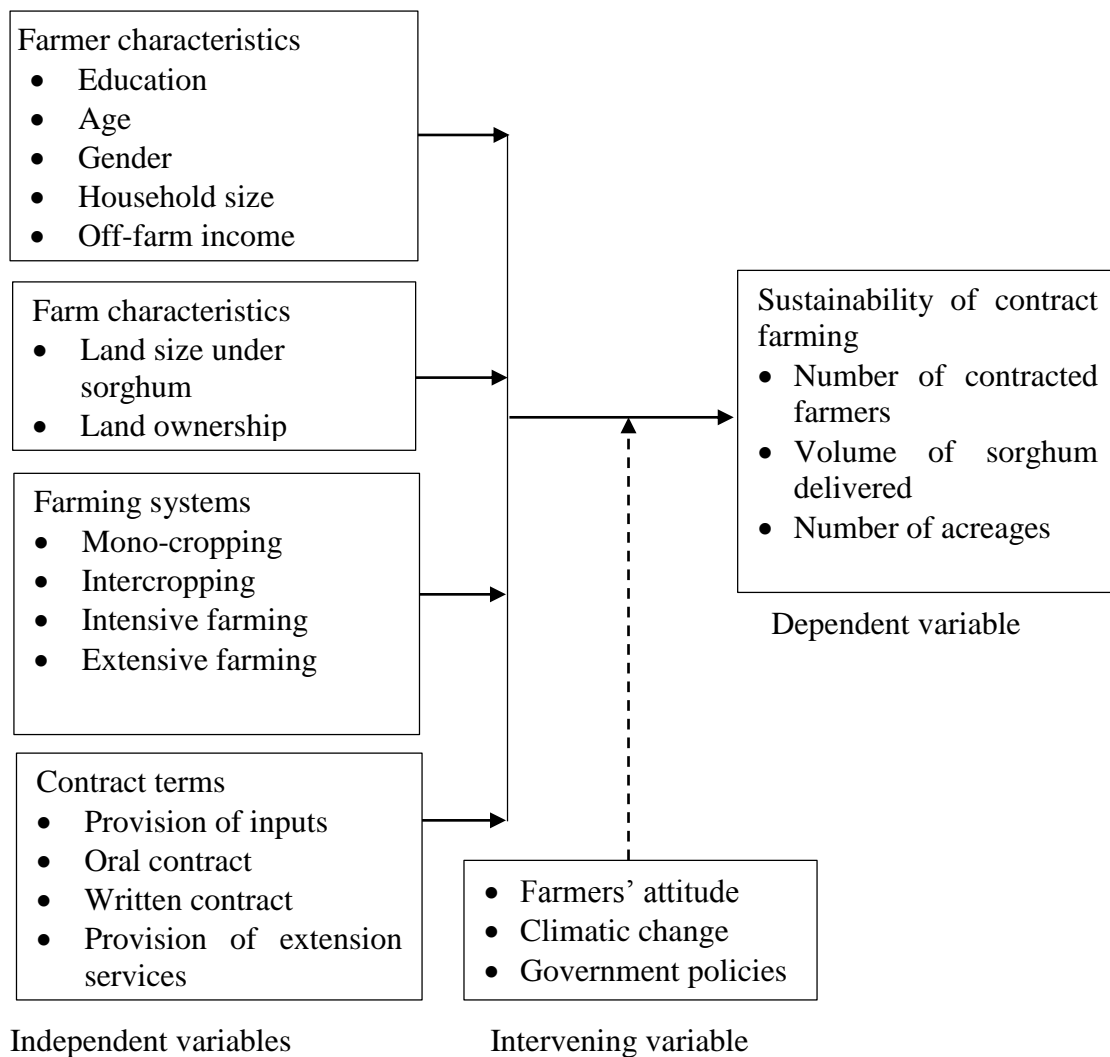 Farmer characteristics
• Education
• Age
• Gender
• Household size
• Off-farm income
Farm characteristics
• Land size under
sorghum
• Land ownership
Farming systems
• Mono-cropping
• Intercropping
• Intensive farming
• Extensive farming
Contract terms
• Provision of inputs
• Oral contract
• Written contract
• Provision of extension
services
Independent variables
• Farmers’ attitude
• Climatic change
• Government policies
Intervening variable
Sustainability of contract
farming
• Number of contracted
farmers
• Volume of sorghum
delivered
• Number of acreages
Dependent variable